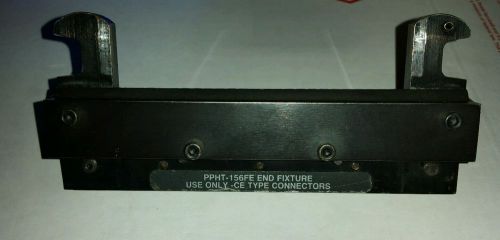 PPHT-156FE END FIXTURE
USE ONLY -CE TYPE CONNECTORS